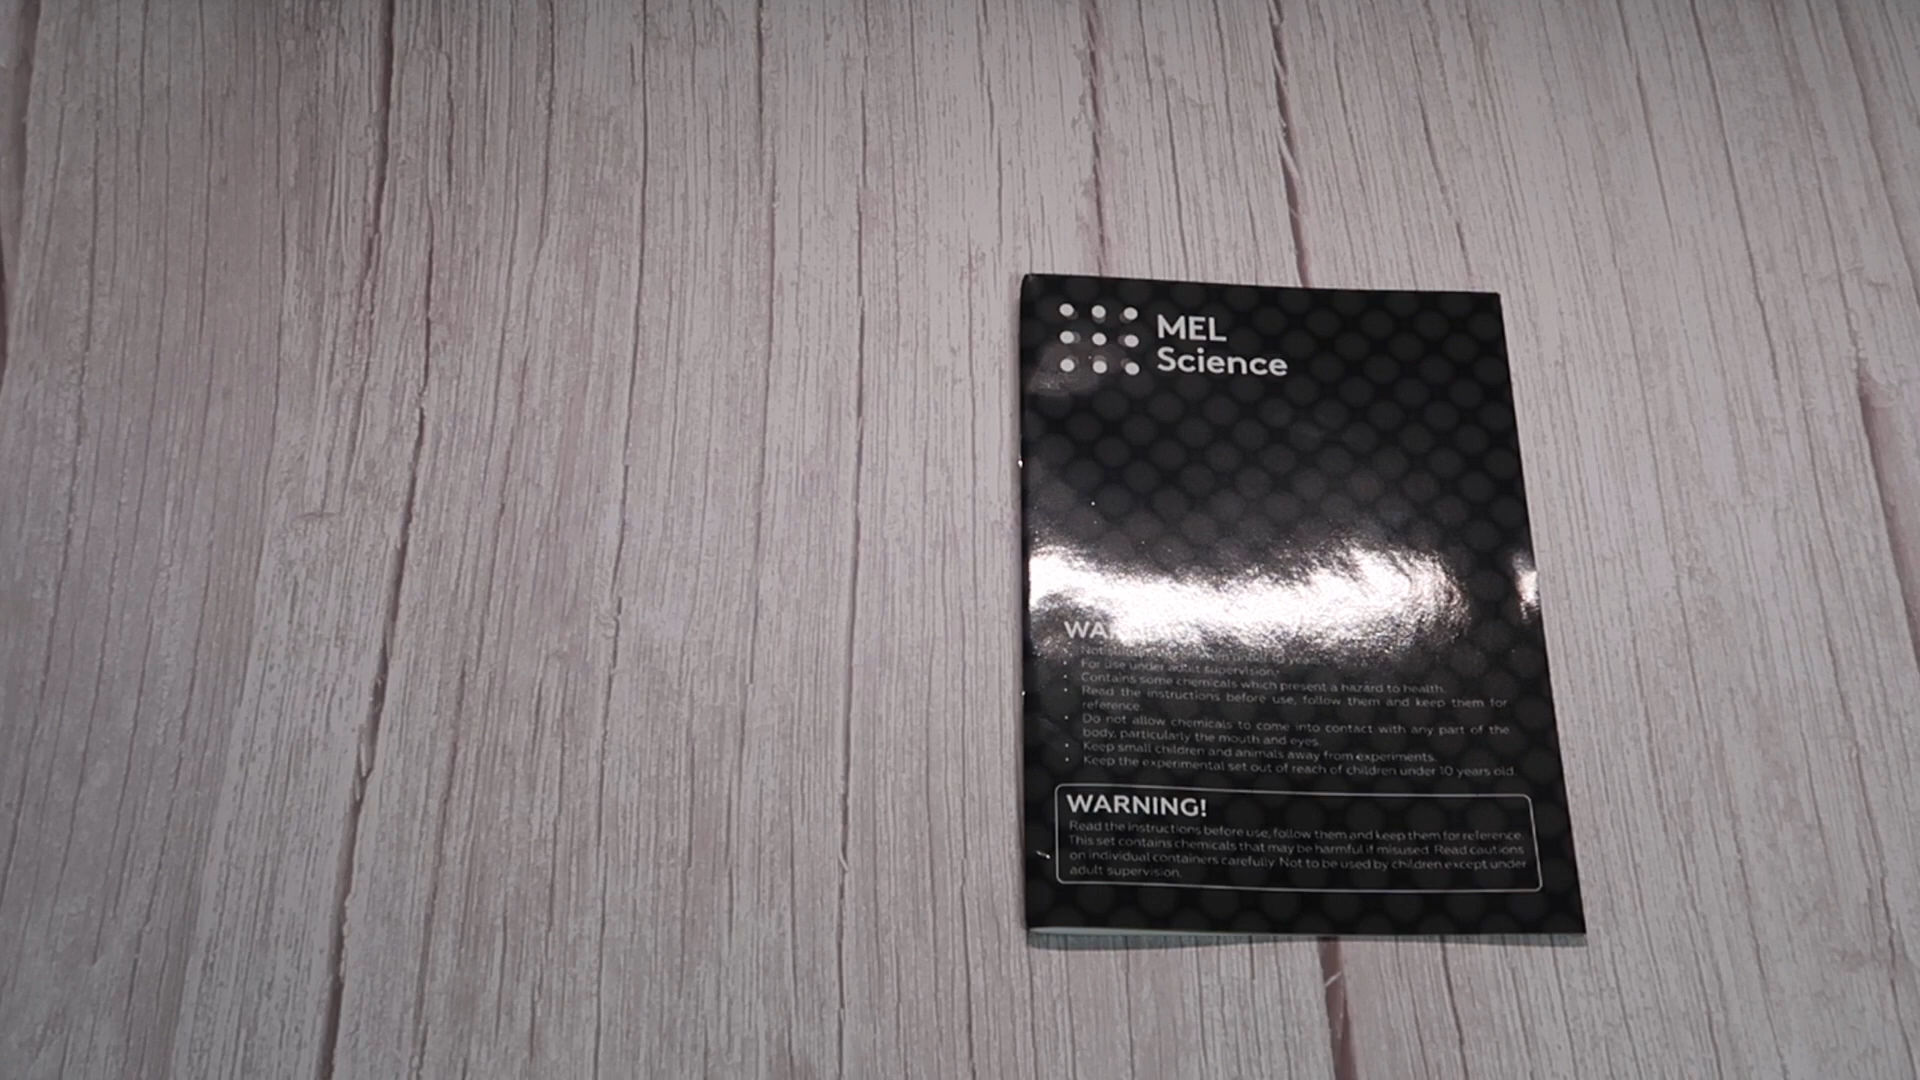 MEL
Science
• Not under 10 years
• For use under adult supervision.
• Contains some chemicals which present a hazard to health.
• Read the instructions before use, follow them and keep them for
reference.
• Do not allow chemicals to come into contact with any part of the
body, particularly the mouth and eyes.
• Keep small children and animals away from experiments.
• Keep the experimental set out of reach of children under 10 years old.
WARNING!
Read the instructions before use, follow them and keep them for reference.
This set contains chemicals that may be harmful if misused. Read cautions
on individual containers carefully. Not to be used by children except under
adult supervision.